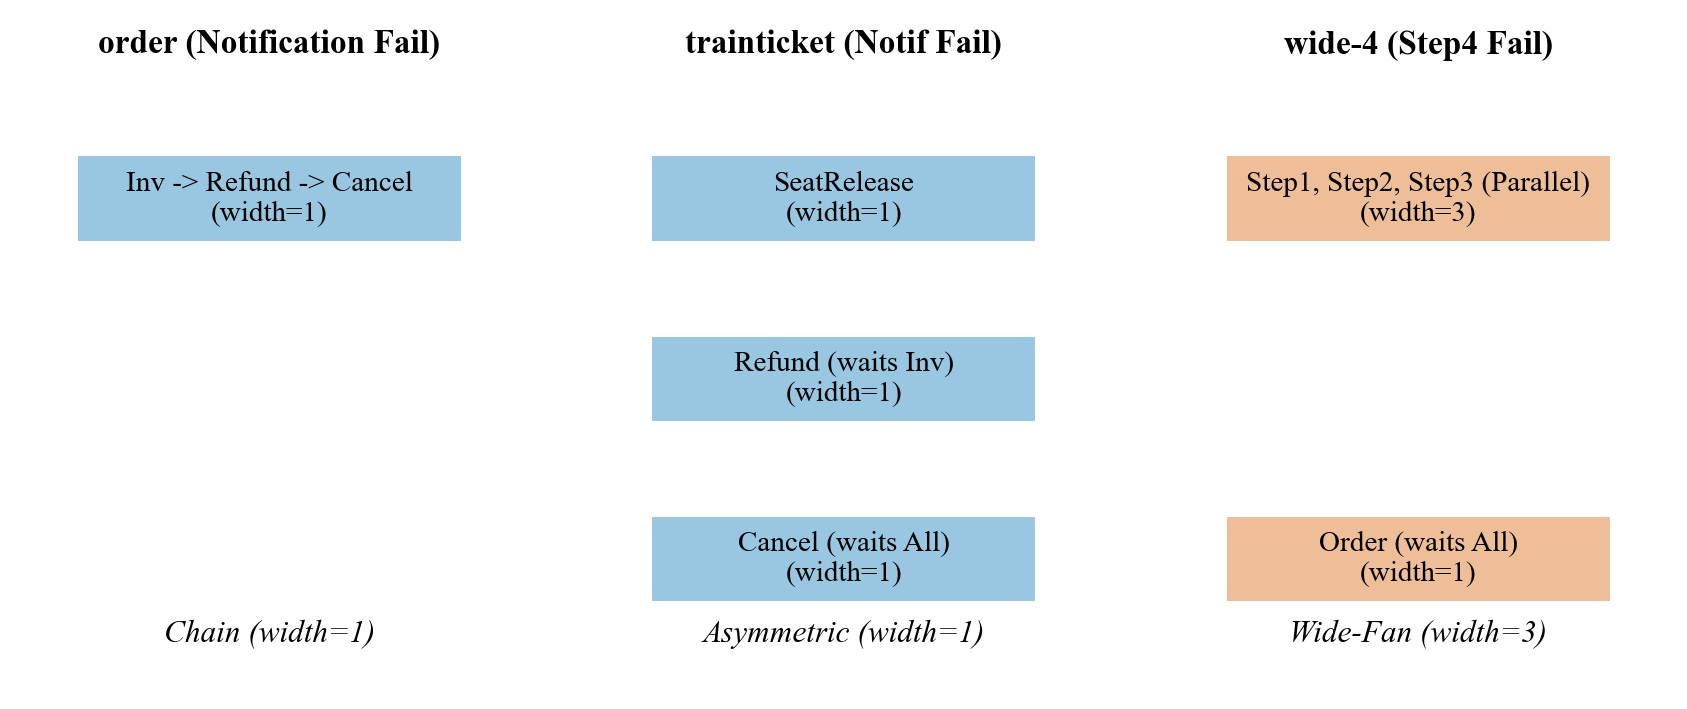 order (Notification Fail)
Inv -> Refund -> Cancel
(width=1)
Chain (width=1)
trainticket (Notif Fail)
SeatRelease
(width=1)
Refund (waits Inv)
(width=1)
Cancel (waits All)
(width=1)
Asymmetric (width=1)
wide-4 (Step4 Fail)
Step1, Step2, Step3 (Parallel)
(width=3)
Order (waits All)
(width=1)
Wide-Fan (width=3)